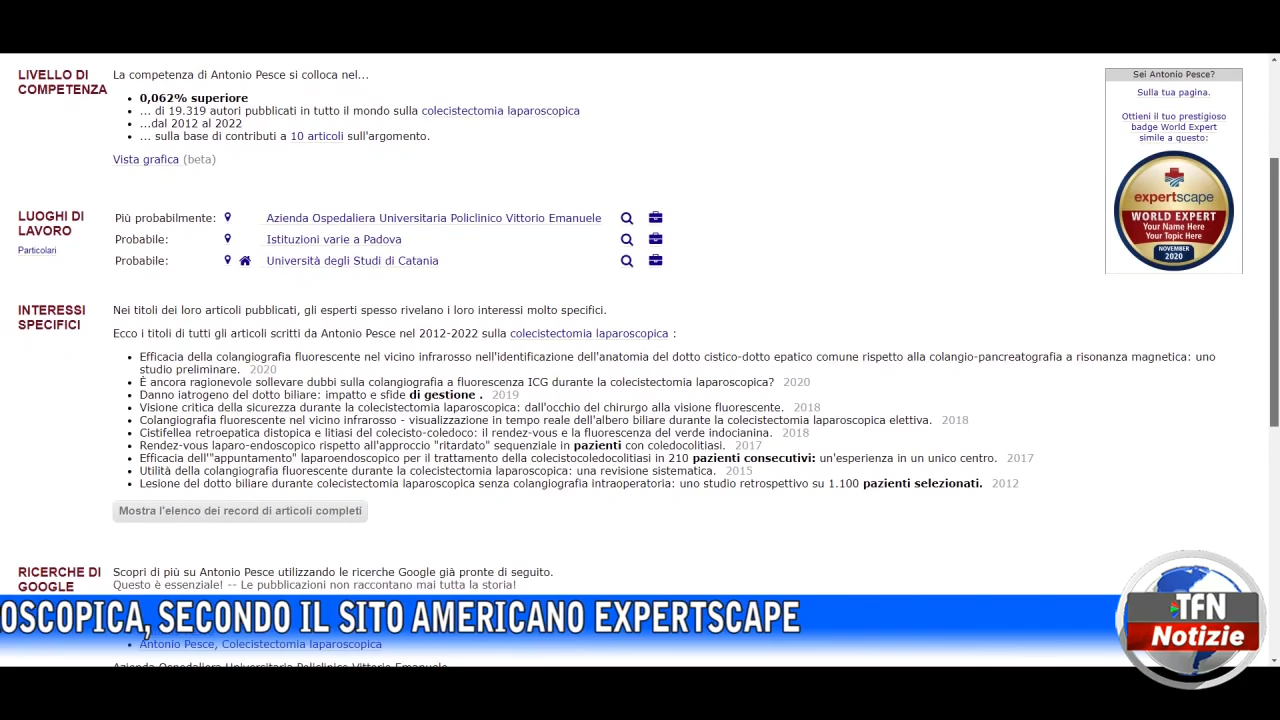 LIVELLO DI
COMPETENZA
La competenza di Antonio Pesce si colloca nel...
• 0,062% superiore
• ... di 19.319 autori pubblicati in tutto il mondo sulla colecistectomia laparoscopica
• ...dal 2012 al 2022
• ... sulla base di contributi a 10 articoli sull'argomento.
Vista grafica (beta)
Sei Antonio Pesce?
Sulla tua pagina.
Ottieni il tuo prestigioso
badge World Expert
simile a questo:
expertscape
WORLD EXPERT
Your Name Here
Your Topic Here
NOVEMBER
2020
LUOGHI DI
LAVORO
Particolari
Più probabilmente: Azienda Ospedaliera Universitaria Policlinico Vittorio Emanuele
Probabile: Istituzioni varie a Padova
Probabile: Università degli Studi di Catania
INTERESSI
SPECIFICI
Nei titoli dei loro articoli pubblicati, gli esperti spesso rivelano i loro interessi molto specifici.
Ecco i titoli di tutti gli articoli scritti da Antonio Pesce nel 2012-2022 sulla colecistectomia laparoscopica :
• Efficacia della colangiografia fluorescente nel vicino infrarosso nell'identificazione dell'anatomia del dotto cistico-dotto epatico comune rispetto alla colangio-pancreatografia a risonanza magnetica: uno
studio preliminare. 2020
• È ancora ragionevole sollevare dubbi sulla colangiografia a fluorescenza ICG durante la colecistectomia laparoscopica? 2020
• Danno iatrogeno del dotto biliare: impatto e sfide di gestione . 2019
• Visione critica della sicurezza durante la colecistectomia laparoscopica: dall'occhio del chirurgo alla visione fluorescente. 2018
• Colangiografia fluorescente nel vicino infrarosso - visualizzazione in tempo reale dell'albero biliare durante la colecistectomia laparoscopica elettiva. 2018
• Cistifellea retroepatica distopica e litiasi del colecisto-coledoco: il rendez-vous e la fluorescenza del verde indocianina. 2018
• Rendez-vous laparo-endoscopico rispetto all'approccio "ritardato" sequenziale in pazienti con coledocolitiasi. 2017
• Efficacia dell'"appuntamento" laparoendoscopico per il trattamento della colecistocoledocolitiasi in 210 pazienti consecutivi: un'esperienza in un unico centro. 2017
• Utilità della colangiografia fluorescente durante la colecistectomia laparoscopica: una revisione sistematica. 2015
• Lesione del dotto biliare durante colecistectomia laparoscopica senza colangiografia intraoperatoria: uno studio retrospettivo su 1.100 pazienti selezionati. 2012
Mostra l'elenco dei record di articoli completi
RICERCHE DI
GOOGLE
Scopri di più su Antonio Pesce utilizzando le ricerche Google già pronte di seguito.
Questo è essenziale! -- Le pubblicazioni non raccontano mai tutta la storia!
OSCOPICA, SECONDO IL SITO AMERICANO EXPERTSCAPE
TFN
Notizie
• Antonio Pesce, Colecistectomia laparoscopica
Azienda Ospedaliera Universitaria Policlinico Vittorio Emanuele